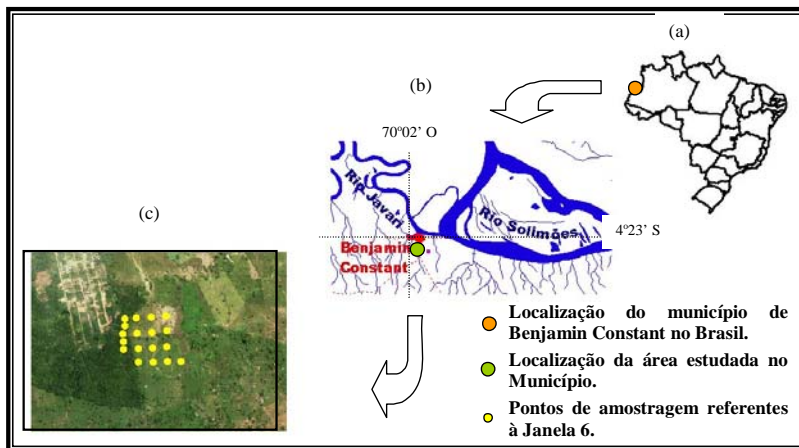 (a)
(b)
70º02’ O
Rio Javari
Rio Solimões
4º23’ S
(c)
Benjamin
Constant
Localização do município de
Benjamin Constant no Brasil.
Localização da área estudada no
Município.
Pontos de amostragem referentes
à Janela 6.